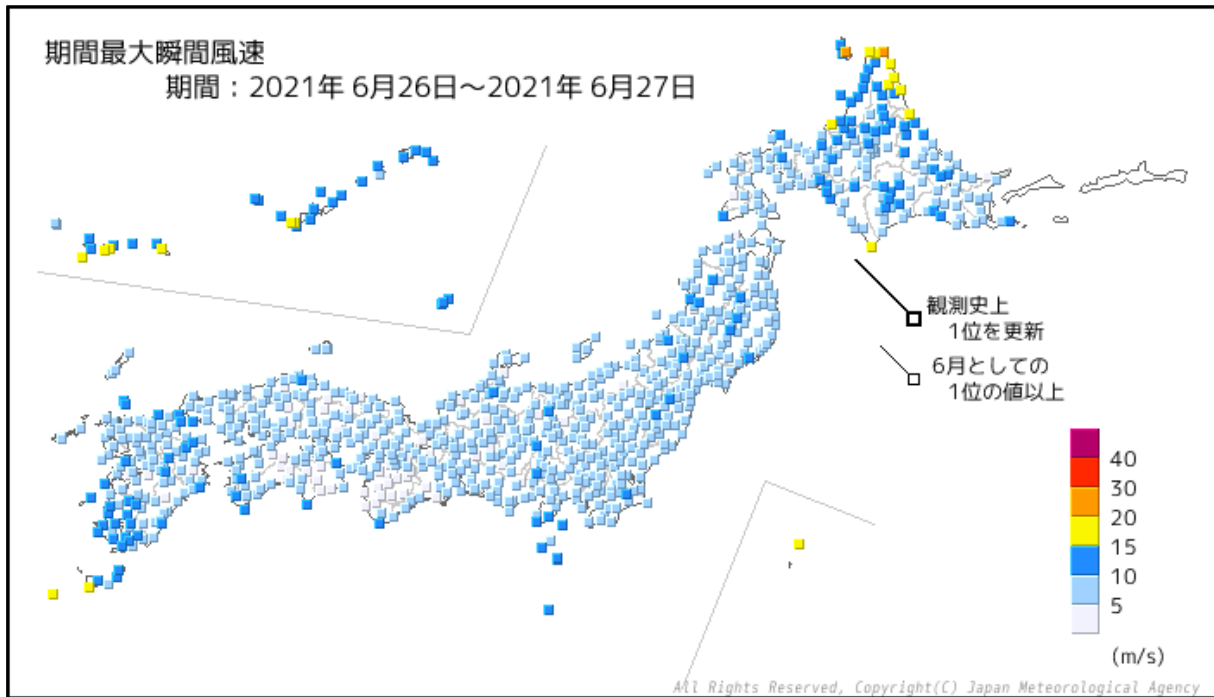 期間最大瞬間風速
期間：2021年 6月26日～2021年 6月27日
観測史上
1位を更新
6月としての
1位の値以上
40
30
20
15
10
5
(m/s)
All Rights Reserved, Copyright(C) Japan Meteorological Agency